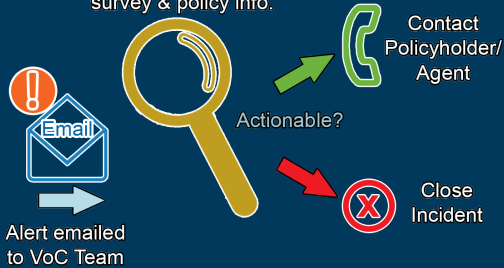 survey & policy info.
Contact
Policyholder/
Agent
!
Email
Actionable?
X
Close
Incident
Alert emailed
to VoC Team